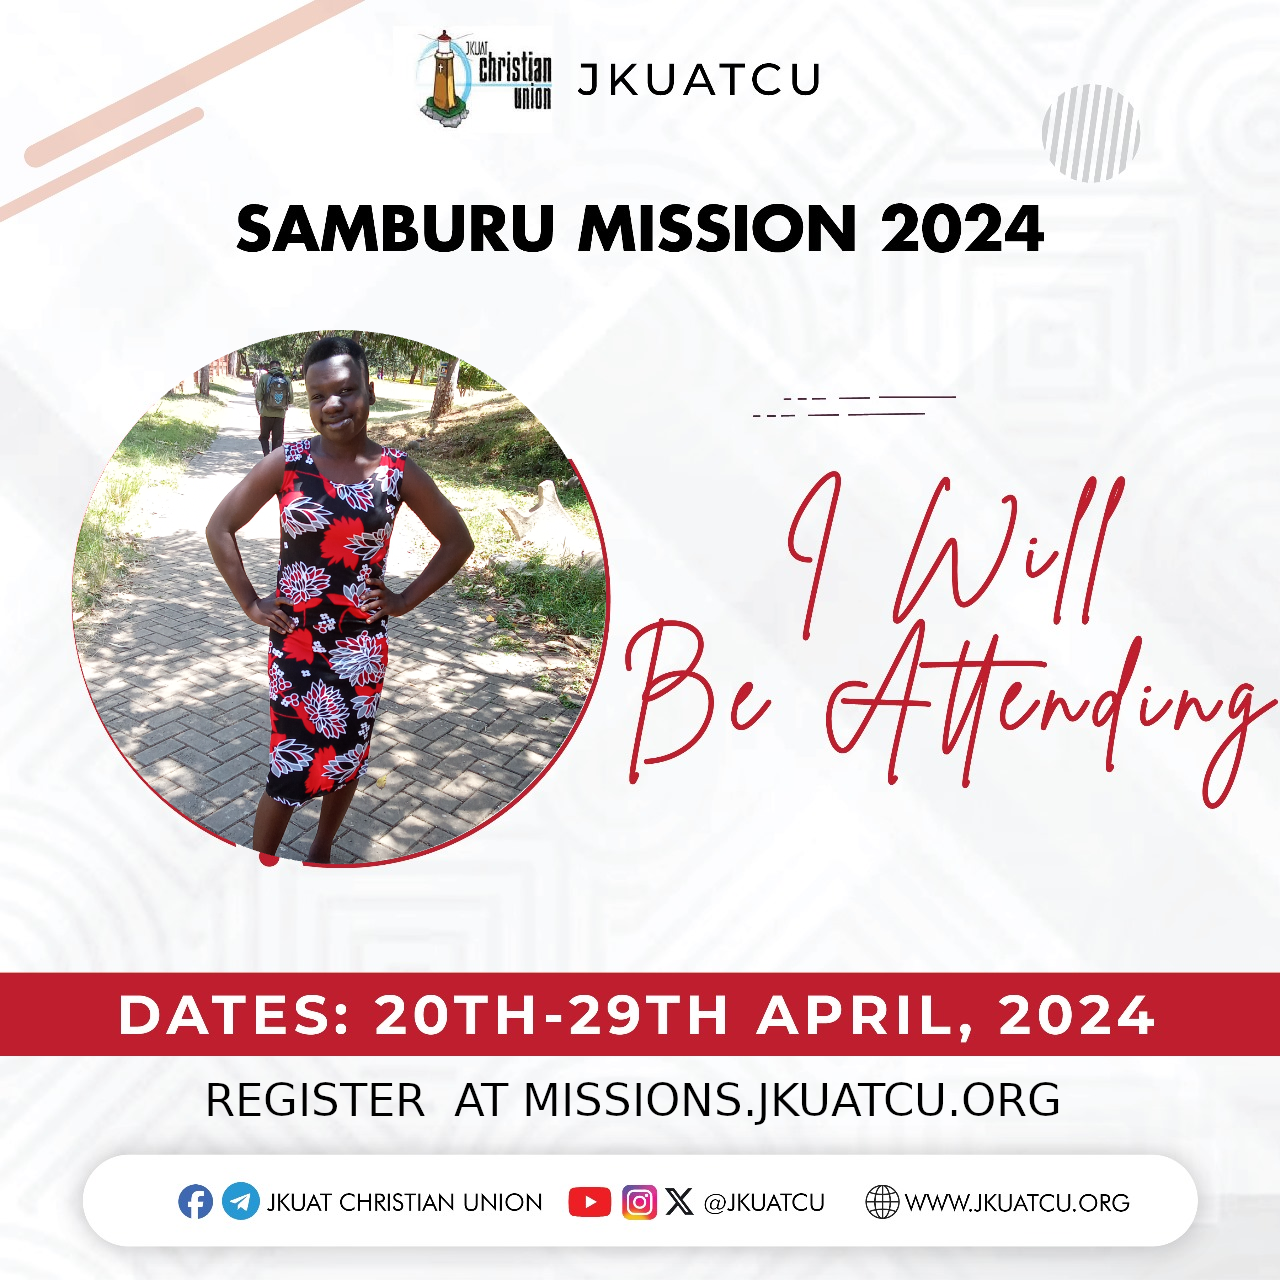 JKUAT
christian
union
JKUATCU
SAMBURU MISSION 2024
I Will
Be Attending
DATES: 20TH-29TH APRIL, 2024
REGISTER  AT MISSIONS.JKUATCU.ORG
JKUAT CHRISTIAN UNION @JKUATCU WWW.JKUATCU.ORG